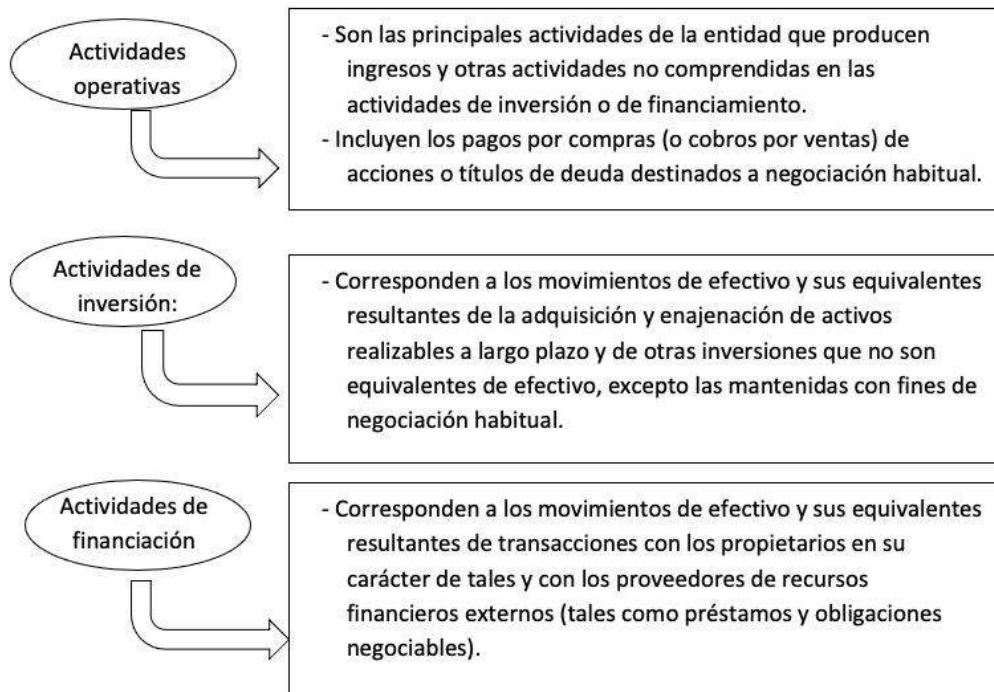 Actividades
operativas
- Son las principales actividades de la entidad que producen
ingresos y otras actividades no comprendidas en las
actividades de inversión o de financiamiento.
- Incluyen los pagos por compras (o cobros por ventas) de
acciones o títulos de deuda destinados a negociación habitual.
Actividades de
inversión:
- Corresponden a los movimientos de efectivo y sus equivalentes
resultantes de la adquisición y enajenación de activos
realizables a largo plazo y de otras inversiones que no son
equivalentes de efectivo, excepto las mantenidas con fines de
negociación habitual.
Actividades de
financiación
- Corresponden a los movimientos de efectivo y sus equivalentes
resultantes de transacciones con los propietarios en su
carácter de tales y con los proveedores de recursos
financieros externos (tales como préstamos y obligaciones
negociables).